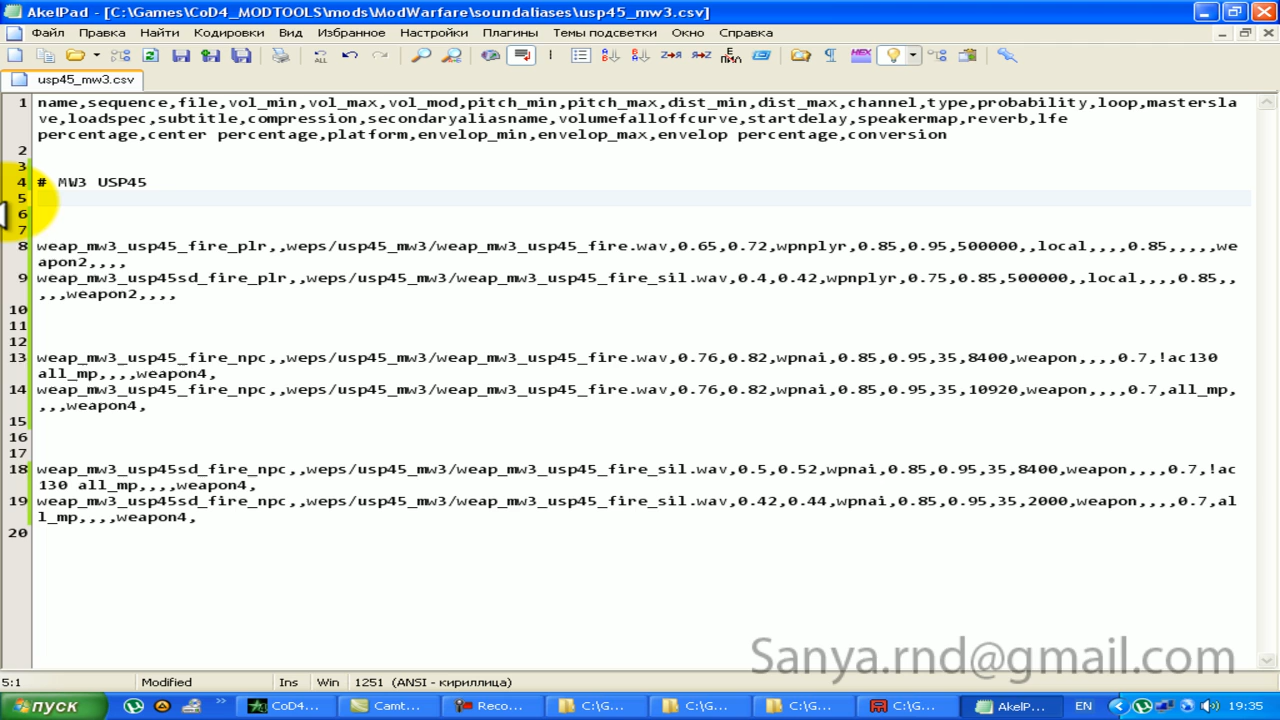 AkelPad - [C:\Games\CoD4_MODTOOLS\mods\ModWarfare\soundaliases\usp45_mw3.csv]
Файл Правка Найти Кодировки Вид Избранное Настройки Плагины Темы подсветки Окно Справка
usp45_mw3.csv
1 name,sequence,file,vol_min,vol_max,vol_mod,pitch_min,pitch_max,dist_min,dist_max,channel,type,probability,loop,mastersla
ve,loadspec,subtitle,compression,secondaryaliasname,volumefalloffcurve,startdelay,speakermap,reverb,lfe
percentage,center percentage,platform,envelop_min,envelop_max,envelop percentage,conversion
2
3
4 # MW3 USP45
5
6
7
8 weap_mw3_usp45_fire_plr,,weps/usp45_mw3/weap_mw3_usp45_fire.wav,0.65,0.72,wpnplyr,0.85,0.95,500000,,local,,,,0.85,,,,,we
apon2,,,,
9 weap_mw3_usp45sd_fire_plr,,weps/usp45_mw3/weap_mw3_usp45_fire_sil.wav,0.4,0.42,wpnplyr,0.75,0.85,500000,,local,,,,0.85,,
,,,weapon2,,,,
10
11
12
13 weap_mw3_usp45_fire_npc,,weps/usp45_mw3/weap_mw3_usp45_fire.wav,0.76,0.82,wpnai,0.85,0.95,35,8400,weapon,,,,0.7,!ac130
all_mp,,,,weapon4,
14 weap_mw3_usp45_fire_npc,,weps/usp45_mw3/weap_mw3_usp45_fire.wav,0.76,0.82,wpnai,0.85,0.95,35,10920,weapon,,,,0.7,all_mp,
,,,weapon4,
15
16
17
18 weap_mw3_usp45sd_fire_npc,,weps/usp45_mw3/weap_mw3_usp45_fire_sil.wav,0.5,0.52,wpnai,0.85,0.95,35,8400,weapon,,,,0.7,!ac
130 all_mp,,,,weapon4,
19 weap_mw3_usp45sd_fire_npc,,weps/usp45_mw3/weap_mw3_usp45_fire_sil.wav,0.42,0.44,wpnai,0.85,0.95,35,2000,weapon,,,,0.7,al
l_mp,,,,weapon4,
20
Sanya.rnd@gmail.com
5:1 Modified Ins Win 1251 (ANSI - кириллица)
пуск CoD4... Camt... Reco... C:\G... C:\G... C:\G... C:\G... AkelP... EN 19:35